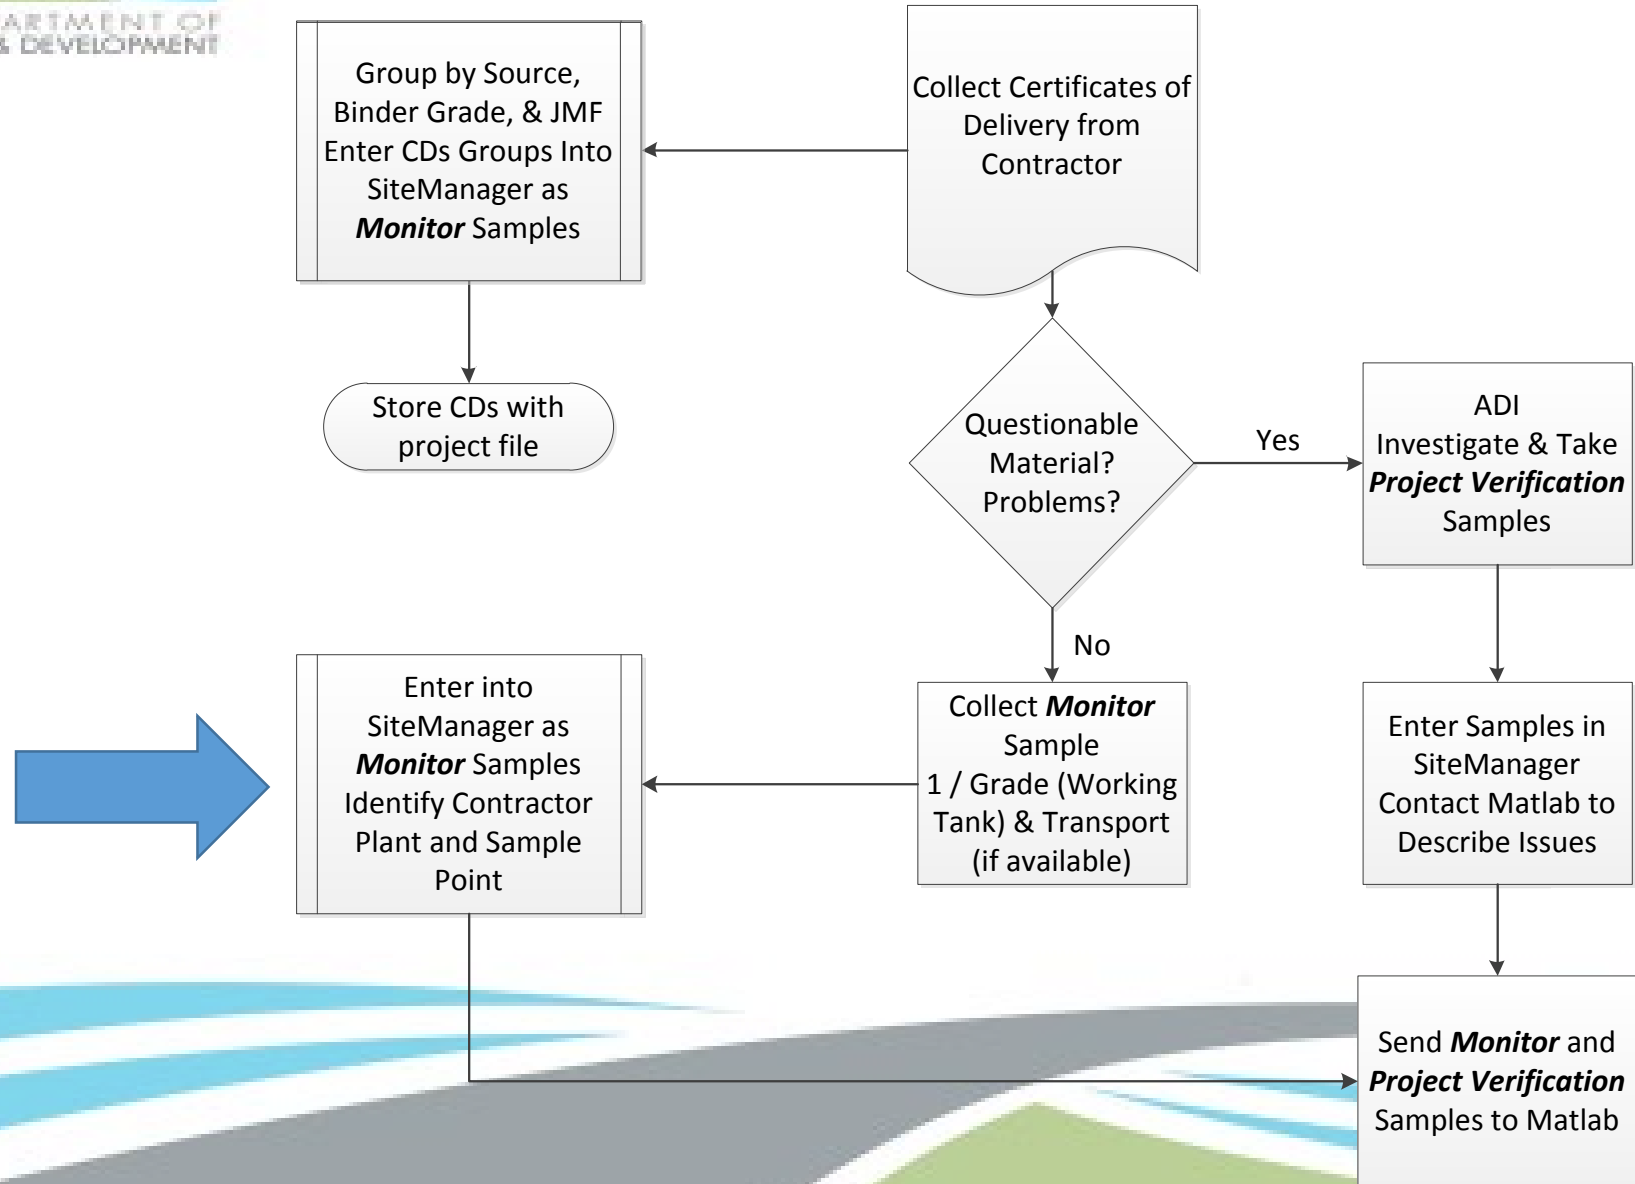 & DEVELOPMENT
Group by Source,
Binder Grade, & JMF
Enter CDs Groups Into
SiteManager as
Monitor Samples
Collect Certificates of
Delivery from
Contractor
Store CDs with
project file
Questionable
Material?
Problems?
Yes
ADI
Investigate & Take
Project Verification
Samples
No
Enter into
SiteManager as
Monitor Samples
Identify Contractor
Plant and Sample
Point
Collect Monitor
Sample
1 / Grade (Working
Tank) & Transport
(if available)
Enter Samples in
SiteManager
Contact Matlab to
Describe Issues
Send Monitor and
Project Verification
Samples to Matlab